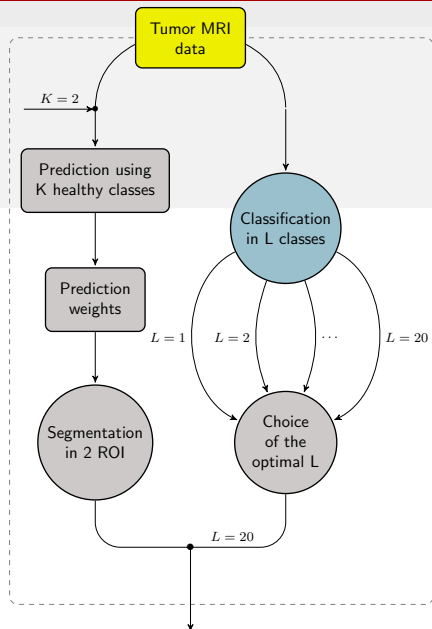 Tumor MRI
data
K = 2
Prediction using
K healthy classes
Classification
in L classes
Prediction
weights
L = 1
L = 2
...
L = 20
Segmentation
in 2 ROI
Choice
of the
optimal L
L = 20